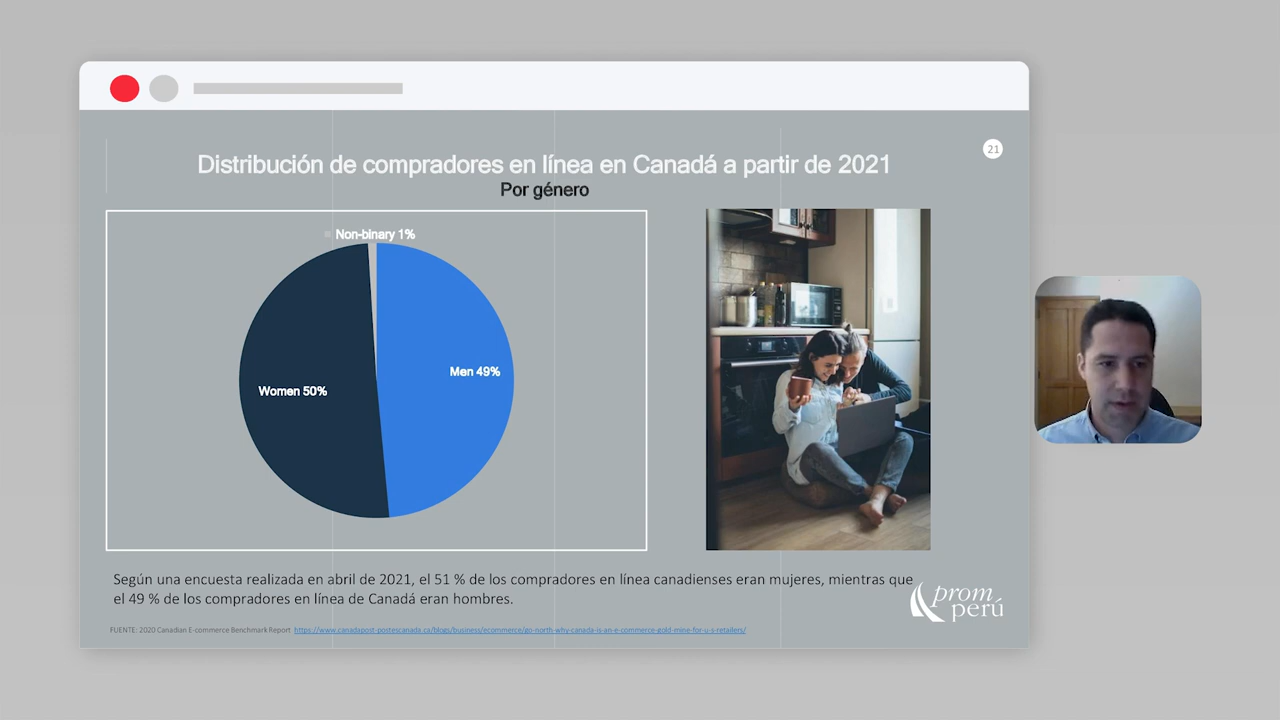 Distribución de compradores en línea en Canadá a partir de 2021
21
Por género
Non-binary 1%
Men 49%
Women 50%
Según una encuesta realizada en abril de 2021, el 51 % de los compradores en línea canadienses eran mujeres, mientras que
el 49 % de los compradores en línea de Canadá eran hombres.
prom
perú
FUENTE: 2020 Canadian E-commerce Benchmark Report https://www.canadapost-postescanada.ca/blogs/business/ecommerce/go-north-why-canada-is-an-e-commerce-gold-mine-for-u-s-retailers/